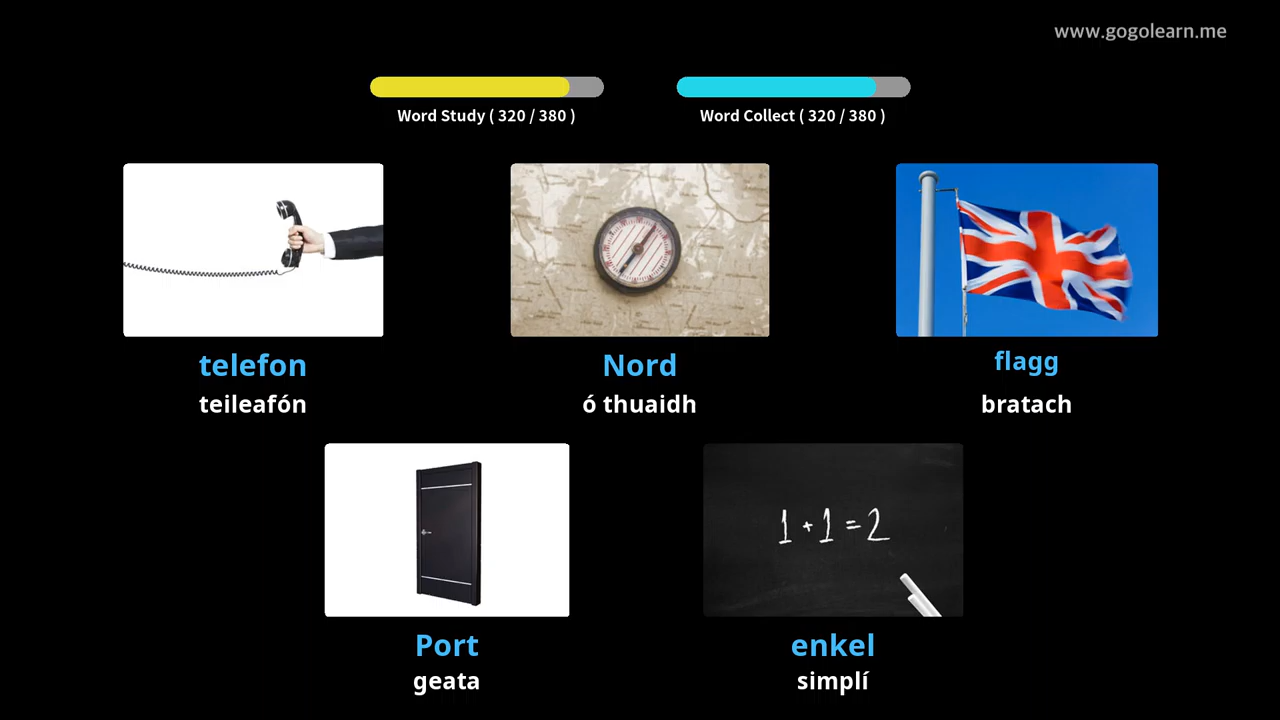 www.gogolearn.me
Word Study ( 320 / 380 )
Word Collect ( 320 / 380 )
telefon
Nord
flagg
teileafón
ó thuaidh
bratach
1 + 1 = 2
Port
enkel
geata
simplí